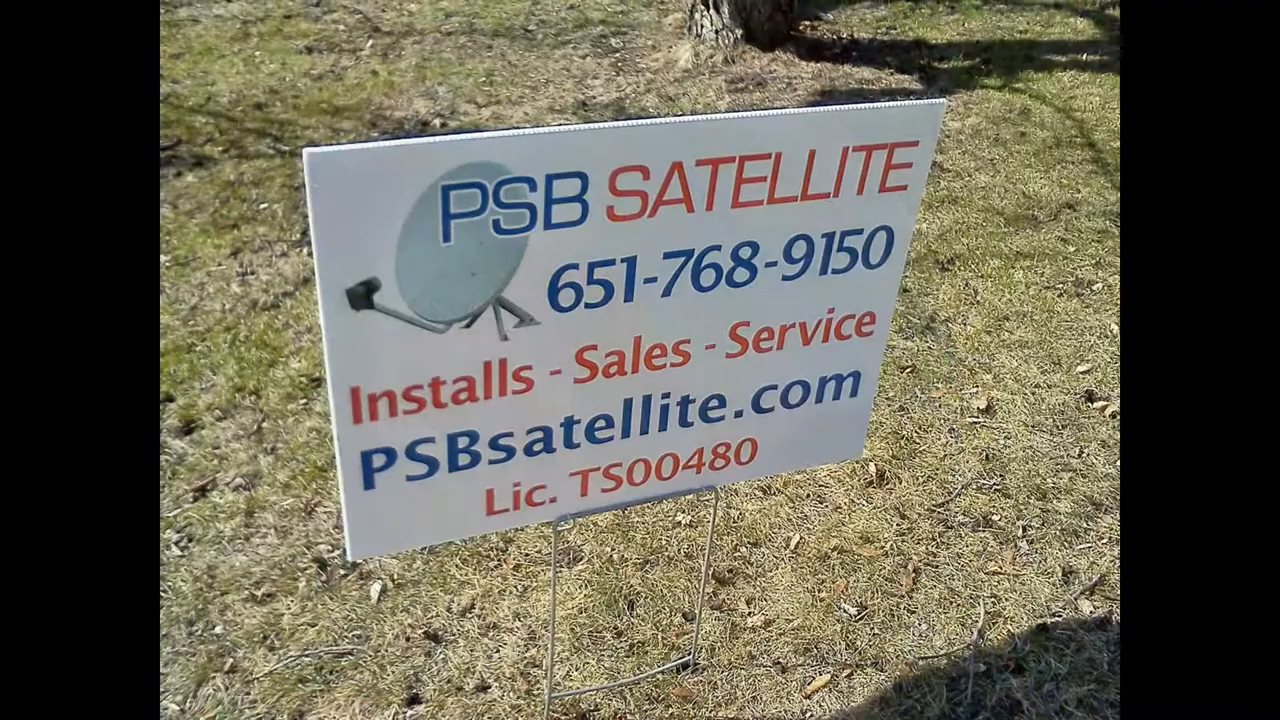 PSB SATELLITE
651-768-9150
Installs - Sales - Service
PSBsatellite.com
Lic. TS00480